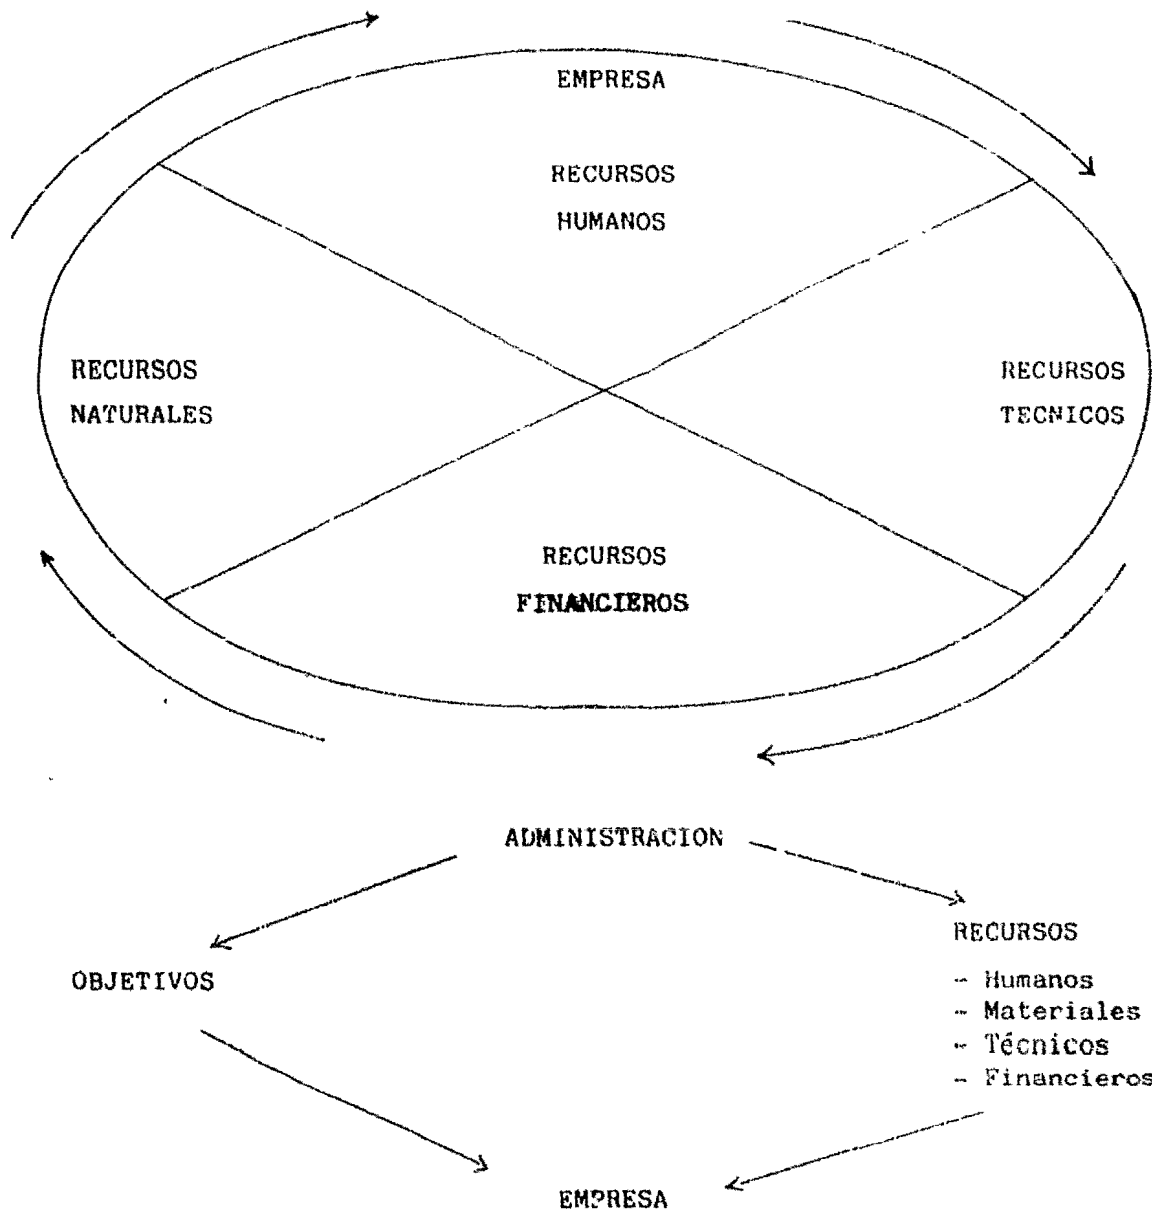 EMPRESA
RECURSOS
HUMANOS
RECURSOS
NATURALES
RECURSOS
TECNICOS
RECURSOS
FINANCIEROS
ADMINISTRACION
OBJETIVOS
RECURSOS
- Humanos
- Materiales
- Técnicos
- Financieros
EMPRESA